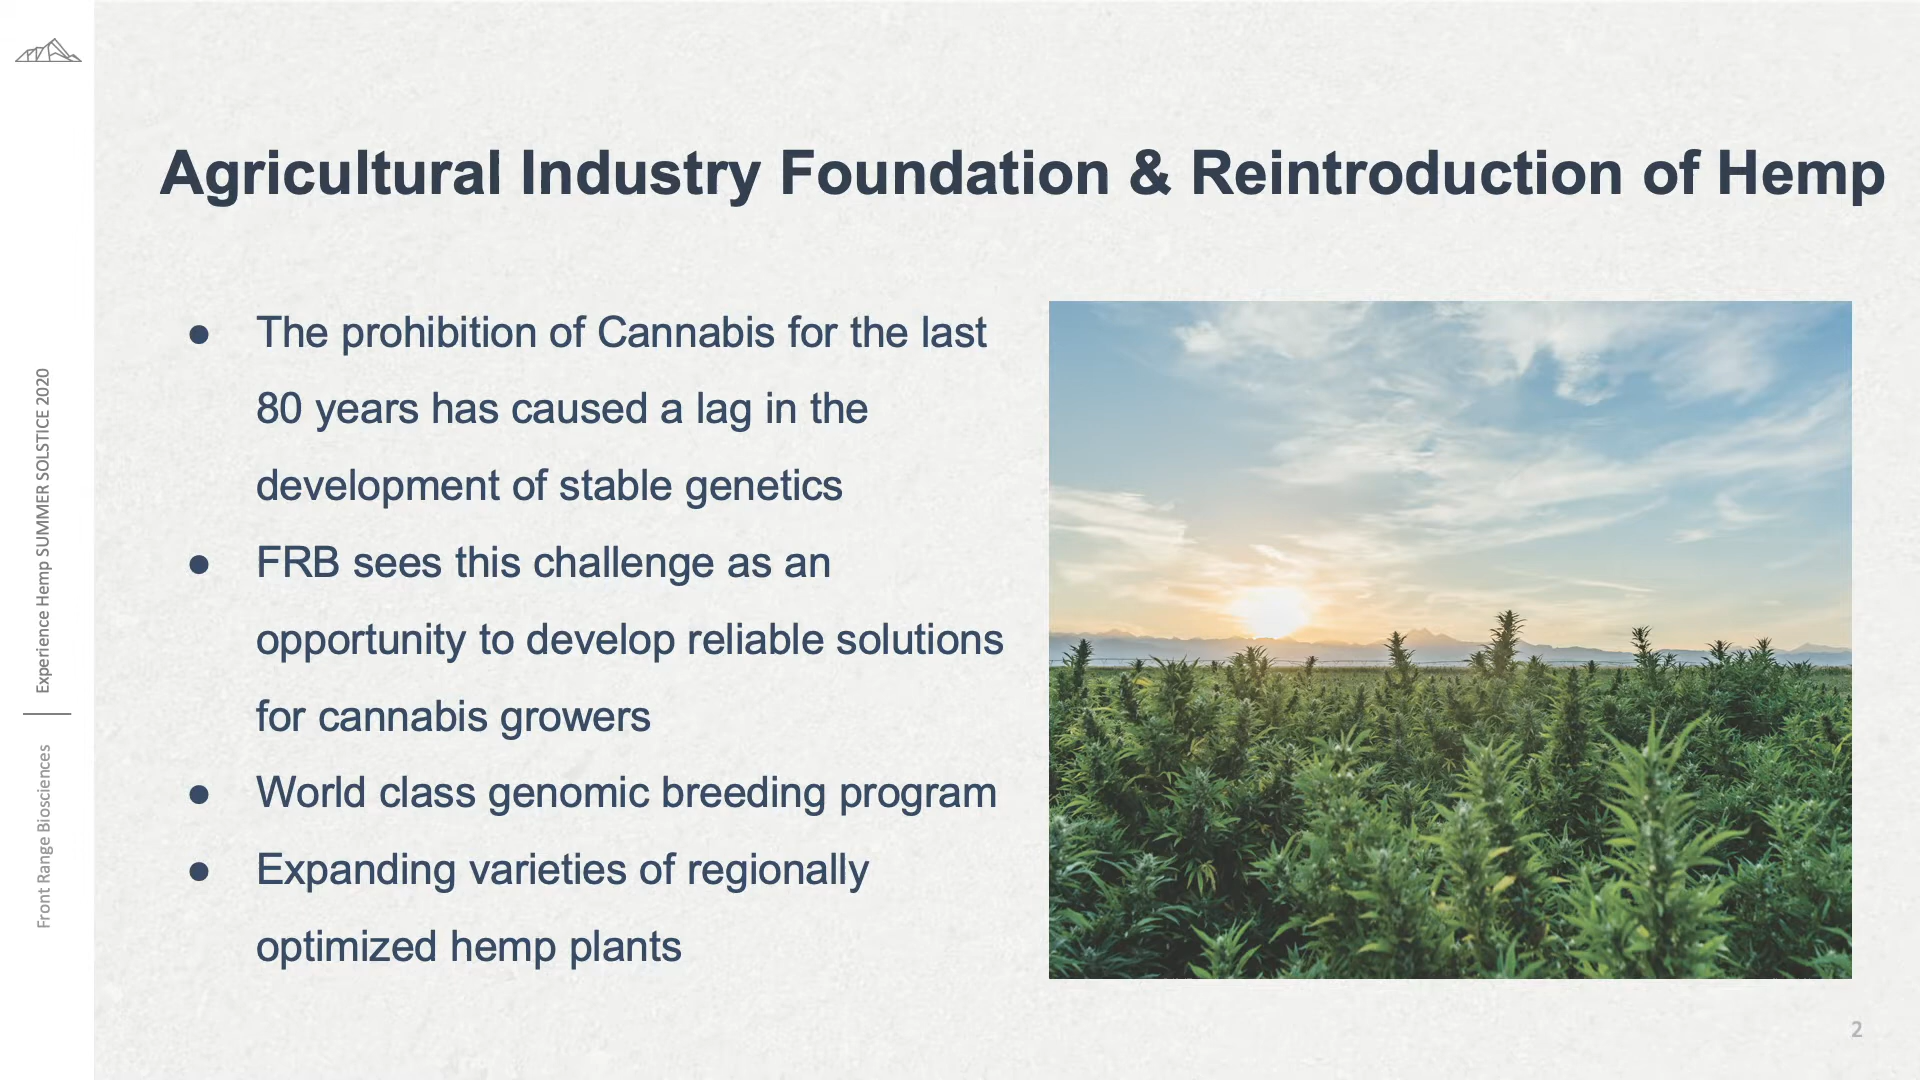 Agricultural Industry Foundation & Reintroduction of Hemp
● The prohibition of Cannabis for the last
80 years has caused a lag in the
development of stable genetics
● FRB sees this challenge as an
opportunity to develop reliable solutions
for cannabis growers
● World class genomic breeding program
● Expanding varieties of regionally
optimized hemp plants
Front Range Biosciences
Experience Hemp SUMMER SOLSTICE 2020
2